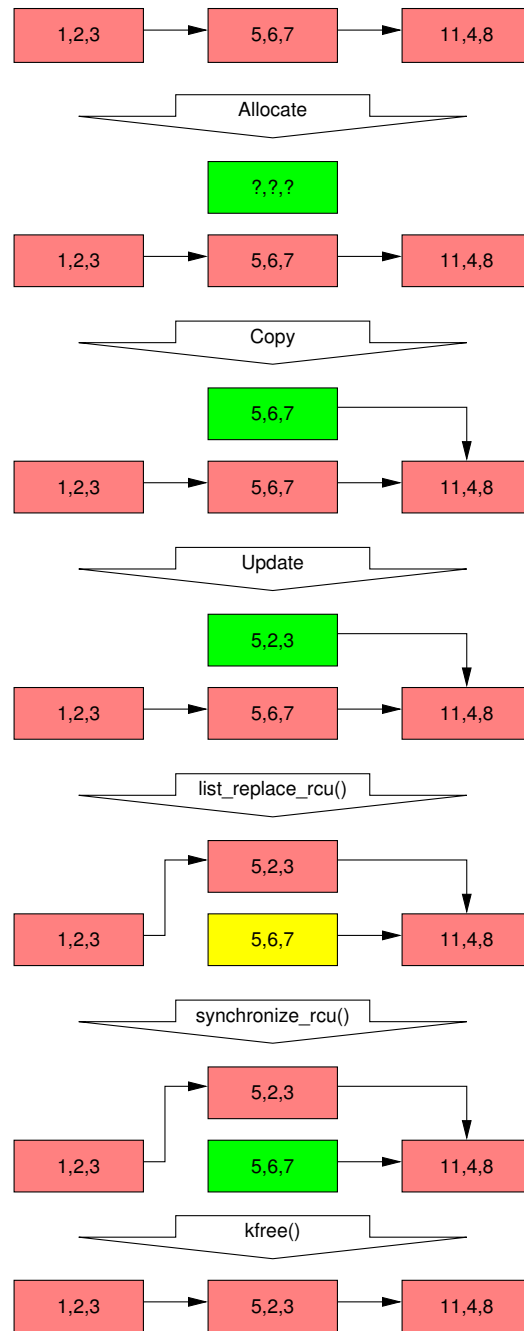 1,2,3 5,6,7 11,4,8
Allocate
?,?,?
1,2,3 5,6,7 11,4,8
Copy
5,6,7
1,2,3 5,6,7 11,4,8
Update
5,2,3
1,2,3 5,6,7 11,4,8
list_replace_rcu()
5,2,3
1,2,3 5,6,7 11,4,8
synchronize_rcu()
5,2,3
1,2,3 5,6,7 11,4,8
kfree()
1,2,3 5,2,3 11,4,8